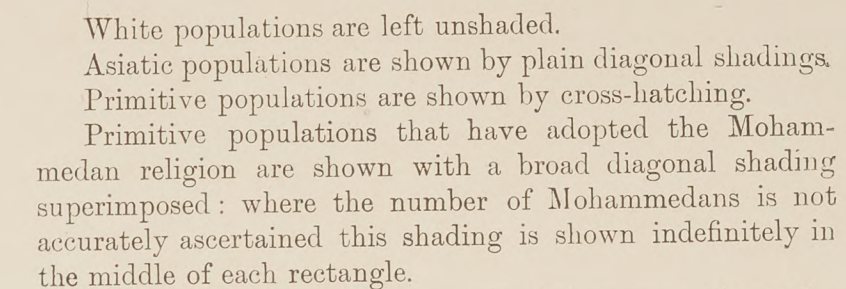 White populations are left unshaded.
Asiatic populations are shown by plain diagonal shadings.
Primitive populations are shown by cross-hatching.
Primitive populations that have adopted the Moham-
medan religion are shown with a broad diagonal shading
superimposed : where the number of Mohammedans is not
accurately ascertained this shading is shown indefinitely in
the middle of each rectangle.